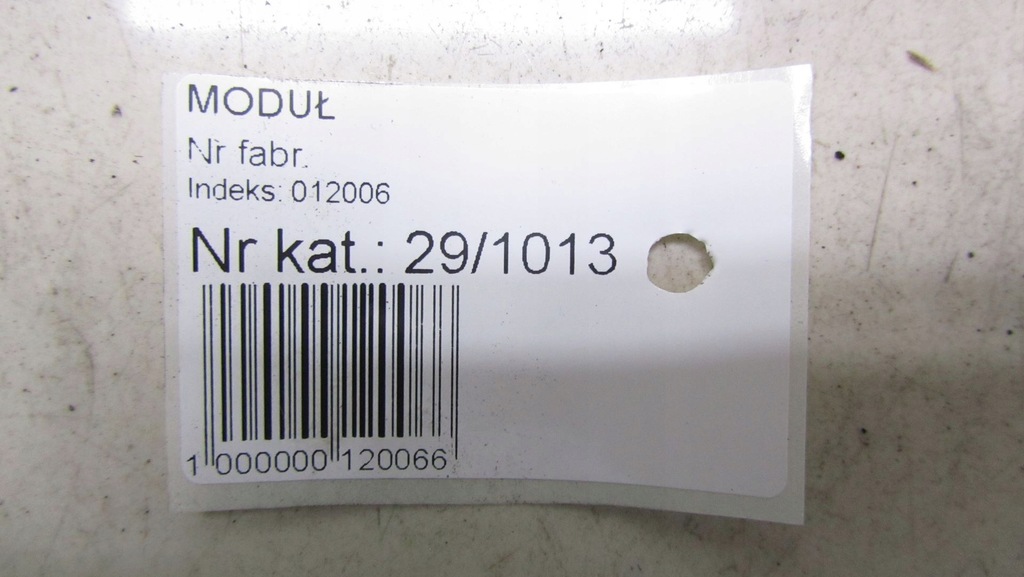 MODUŁ
Nr fabr.
Indeks: 012006
Nr kat.: 29/1013
1 000000 120066